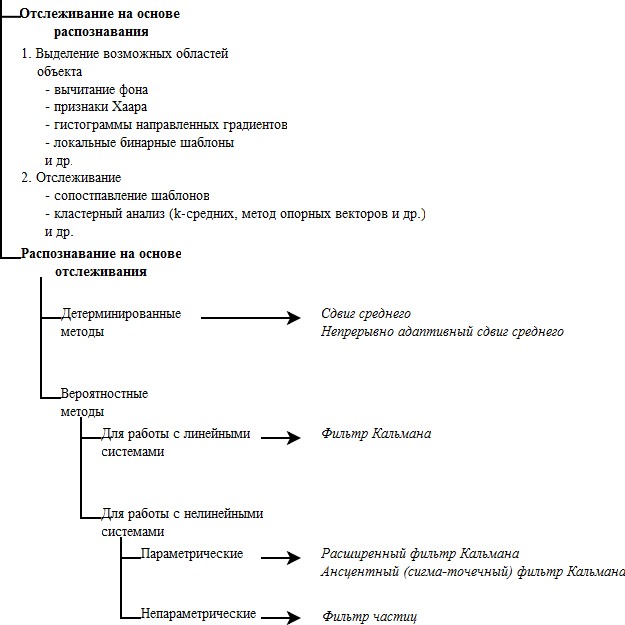 Отслеживание на основе
распознавания
1. Выделение возможных областей
объекта
- вычитание фона
- признаки Хаара
- гистограммы направленных градиентов
- локальные бинарные шаблоны
и др.
2. Отслеживание
- сопостпавление шаблонов
- кластерный анализ (k-средних, метод опорных векторов и др.)
и др.
Распознавание на основе
отслеживания
Детерминированные
методы
Сдвиг среднего
Непрерывно адаптивный сдвиг среднего
Вероятностные
методы
Для работы с линейными
системами
Фильтр Кальмана
Для работы с нелинейными
системами
Параметрические
Расширенный фильтр Кальмана
Ансцентный (сигма-точечный) фильтр Кальмана
Непараметрические
Фильтр частиц